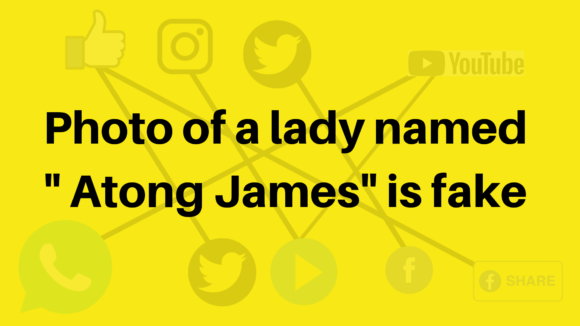 YouTube
Photo of a lady named
" Atong James" is fake
f
f SHARE